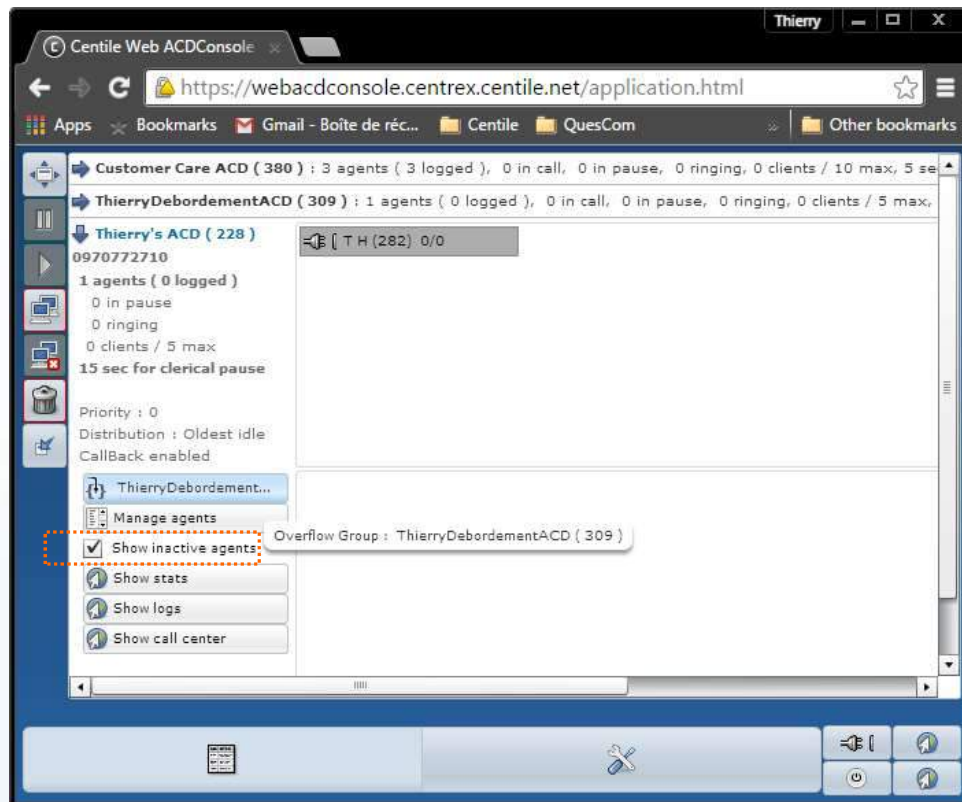 Thierry
Centile Web ACDConsole
https://webacdconsole.centrex.centile.net/application.html
Apps Bookmarks Gmail - Boîte de réc... Centile QuesCom » Other bookmarks
Customer Care ACD ( 380 ) : 3 agents ( 3 logged ), 0 in call, 0 in pause, 0 ringing, 0 clients / 10 max, 5 se
ThierryDebordementACD ( 309 ) : 1 agents ( 0 logged ), 0 in call, 0 in pause, 0 ringing, 0 clients / 5 max,
Thierry's ACD ( 228 )
T H (282) 0/0
0970772710
1 agents ( 0 logged )
0 in pause
0 ringing
0 clients / 5 max
15 sec for clerical pause
Priority : 0
Distribution : Oldest idle
CallBack enabled
ThierryDebordement...
Manage agents
Overflow Group : ThierryDebordementACD ( 309 )
Show inactive agents
Show stats
Show logs
Show call center